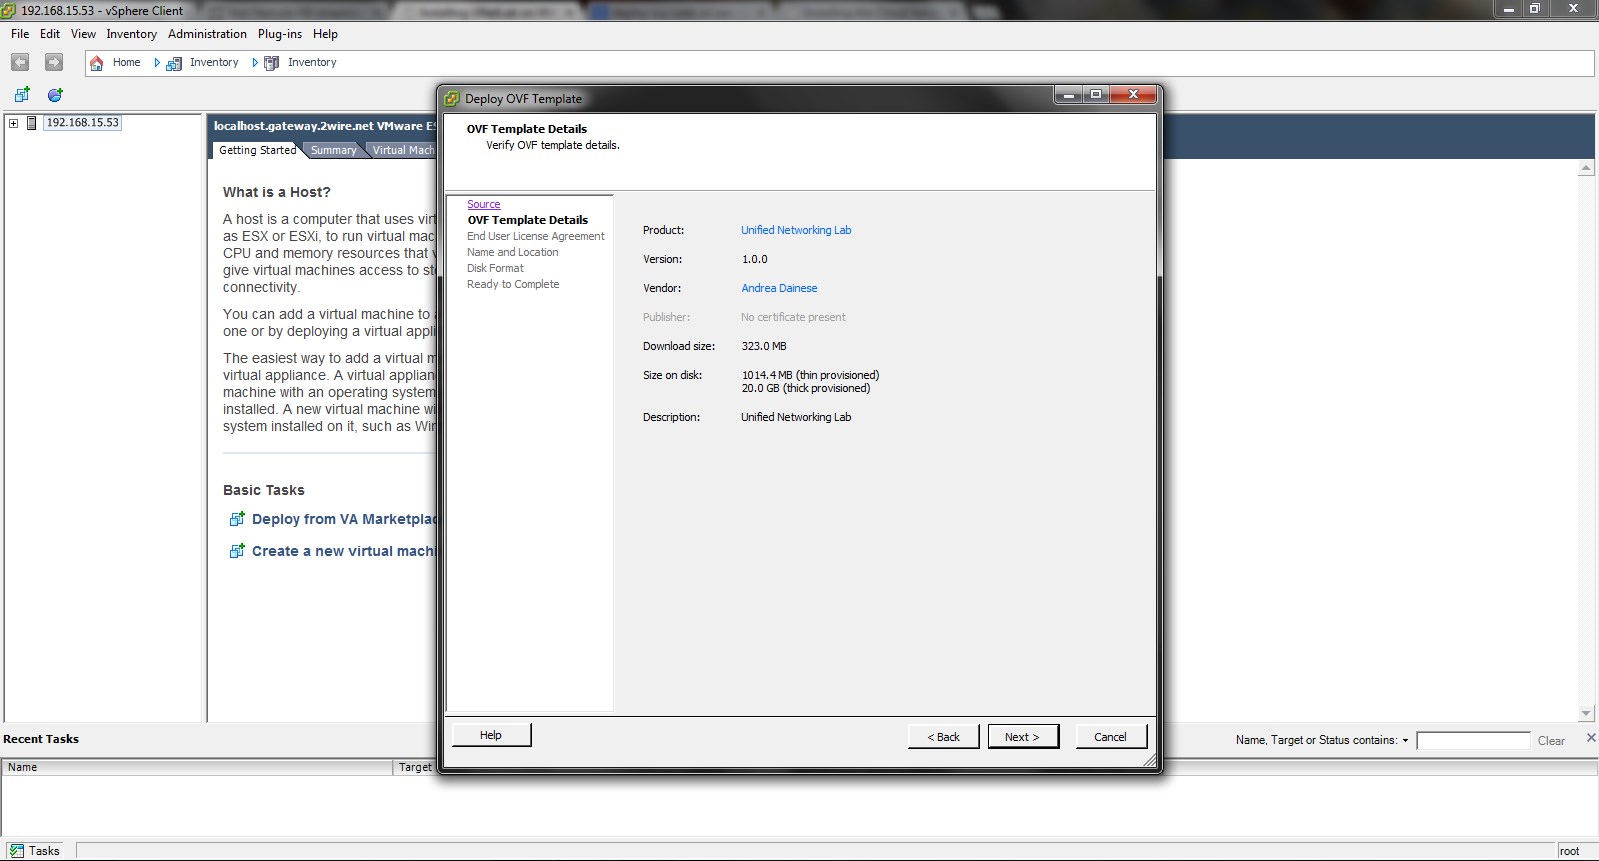 192.168.15.53 - vSphere Client
File Edit View Inventory Administration Plug-ins Help
Home Inventory Inventory
192.168.15.53
localhost.gateway.2wire.net VMware ES
Getting Started Summary Virtual Mach
What is a Host?
A host is a computer that uses virt
as ESX or ESXi, to run virtual mac
CPU and memory resources that v
give virtual machines access to sto
connectivity.
You can add a virtual machine to a
one or by deploying a virtual appli
The easiest way to add a virtual m
virtual appliance. A virtual applian
machine with an operating system
installed. A new virtual machine wi
system installed on it, such as Win
Basic Tasks
Deploy from VA Marketplac
Create a new virtual machi
Deploy OVF Template
OVF Template Details
Verify OVF template details.
Source
OVF Template Details
End User License Agreement
Name and Location
Disk Format
Ready to Complete
Product: Unified Networking Lab
Version: 1.0.0
Vendor: Andrea Dainese
Publisher: No certificate present
Download size: 323.0 MB
Size on disk: 1014.4 MB (thin provisioned)
20.0 GB (thick provisioned)
Description: Unified Networking Lab
Help < Back Next > Cancel
Recent Tasks Name, Target or Status contains: Clear
Name Target
Tasks root